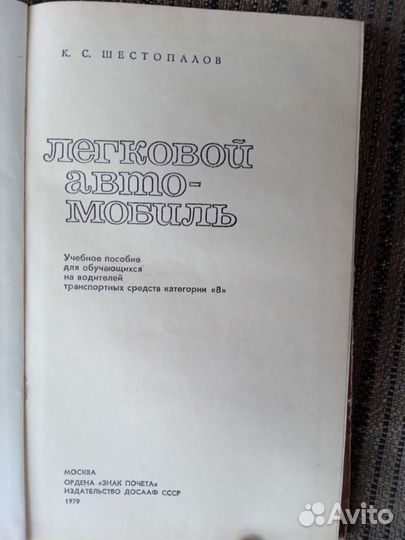 К. С. ШЕСТОПАЛОВ
ЛЕГКОВОЙ
АВТО-
МОБИЛЬ
Учебное пособие
для обучающихся
на водителей
транспортных средств категории «В»
МОСКВА
ОРДЕНА «ЗНАК ПОЧЕТА»
ИЗДАТЕЛЬСТВО ДОСААФ СССР
1979
Avito